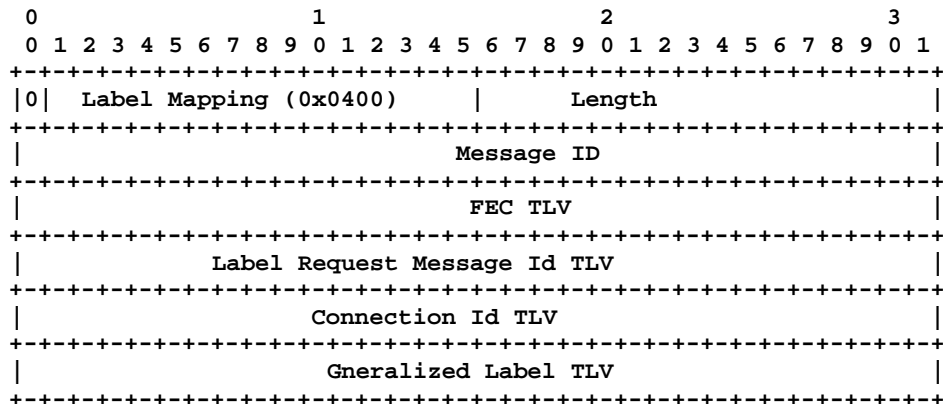 0 1 2 3
0 1 2 3 4 5 6 7 8 9 0 1 2 3 4 5 6 7 8 9 0 1 2 3 4 5 6 7 8 9 0 1
+-+-+-+-+-+-+-+-+-+-+-+-+-+-+-+-+-+-+-+-+-+-+-+-+-+-+-+-+-+-+-+-+
|0| Label Mapping (0x0400) | Length |
+-+-+-+-+-+-+-+-+-+-+-+-+-+-+-+-+-+-+-+-+-+-+-+-+-+-+-+-+-+-+-+-+
| Message ID |
+-+-+-+-+-+-+-+-+-+-+-+-+-+-+-+-+-+-+-+-+-+-+-+-+-+-+-+-+-+-+-+-+
| FEC TLV |
+-+-+-+-+-+-+-+-+-+-+-+-+-+-+-+-+-+-+-+-+-+-+-+-+-+-+-+-+-+-+-+-+
| Label Request Message Id TLV |
+-+-+-+-+-+-+-+-+-+-+-+-+-+-+-+-+-+-+-+-+-+-+-+-+-+-+-+-+-+-+-+-+
| Connection Id TLV |
+-+-+-+-+-+-+-+-+-+-+-+-+-+-+-+-+-+-+-+-+-+-+-+-+-+-+-+-+-+-+-+-+
| Gneralized Label TLV |
+-+-+-+-+-+-+-+-+-+-+-+-+-+-+-+-+-+-+-+-+-+-+-+-+-+-+-+-+-+-+-+-+